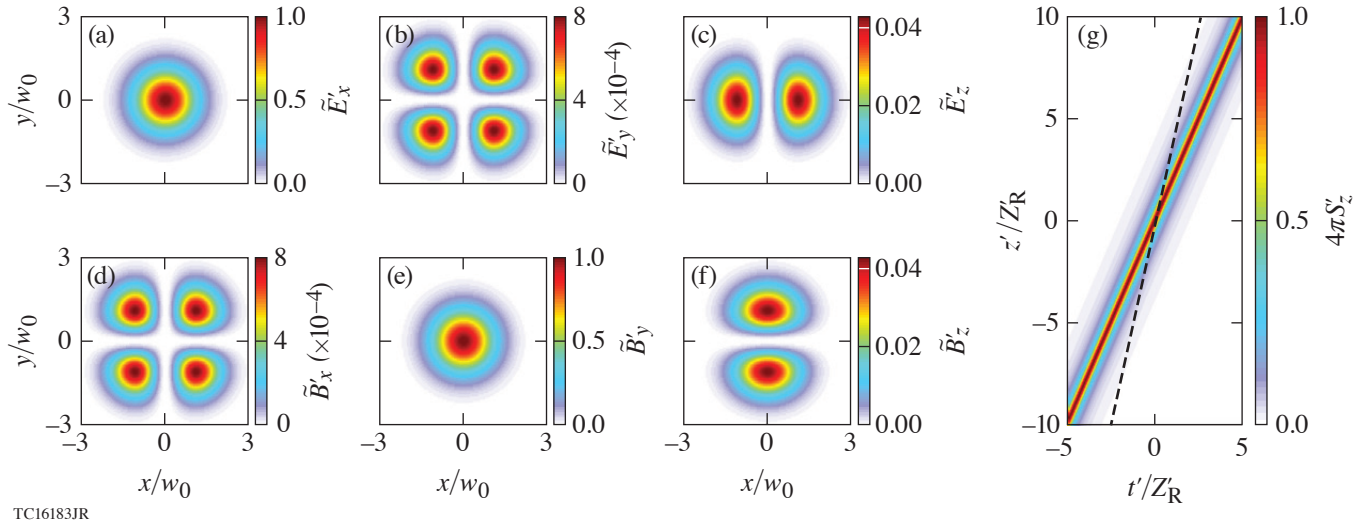 3
0
−3
y/w0
(a)
1.0
0.5
0.0
Ẽ′x
(b)
8
4
0
Ẽ′y (×10−4)
−3 0 3
(c)
0.04
0.02
0.00
Ẽ′z
(d)
3
0
−3
y/w0
8
4
0
B̃′x (×10−4)
−3 0 3
x/w0
(e)
1.0
0.5
0.0
B̃′y
−3 0 3
x/w0
(f)
0.04
0.02
0.00
B̃′z
−3 0 3
x/w0
(g)
10
5
0
−5
−10
z′/Z′R
−5 0 5
t′/Z′R
1.0
0.5
0.0
4πS′z
TC16183JR